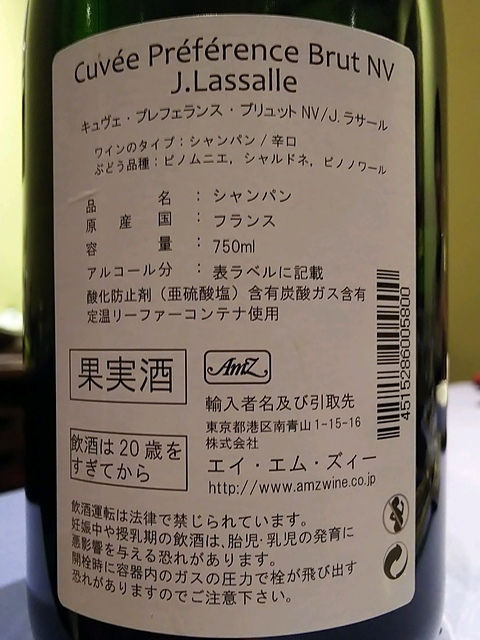 Cuvée Préférence Brut NV
J.Lassalle
キュヴェ・プレフェランス・ブリュット NV/J.ラサール
ワインのタイプ：シャンパン / 辛口
ぶどう品種：ピノムニエ, シャルドネ, ピノノワール
品名：シャンパン
原産国：フランス
容量：750ml
アルコール分：表ラベルに記載
酸化防止剤（亜硫酸塩）含有炭酸ガス含有
定温リーファーコンテナ使用
果実酒
AmZ
輸入者名及び引取先
東京都港区南青山1-15-16
株式会社
エイ・エム・ズィー
http://www.amzwine.co.jp
飲酒は20歳を
すぎてから
4515286005800
飲酒運転は法律で禁じられています。
妊娠中や授乳期の飲酒は、胎児・乳児の発育に
悪影響を与える恐れがあります。
開栓時に容器内のガスの圧力で栓が飛び出す
恐れがありますのでご注意下さい。